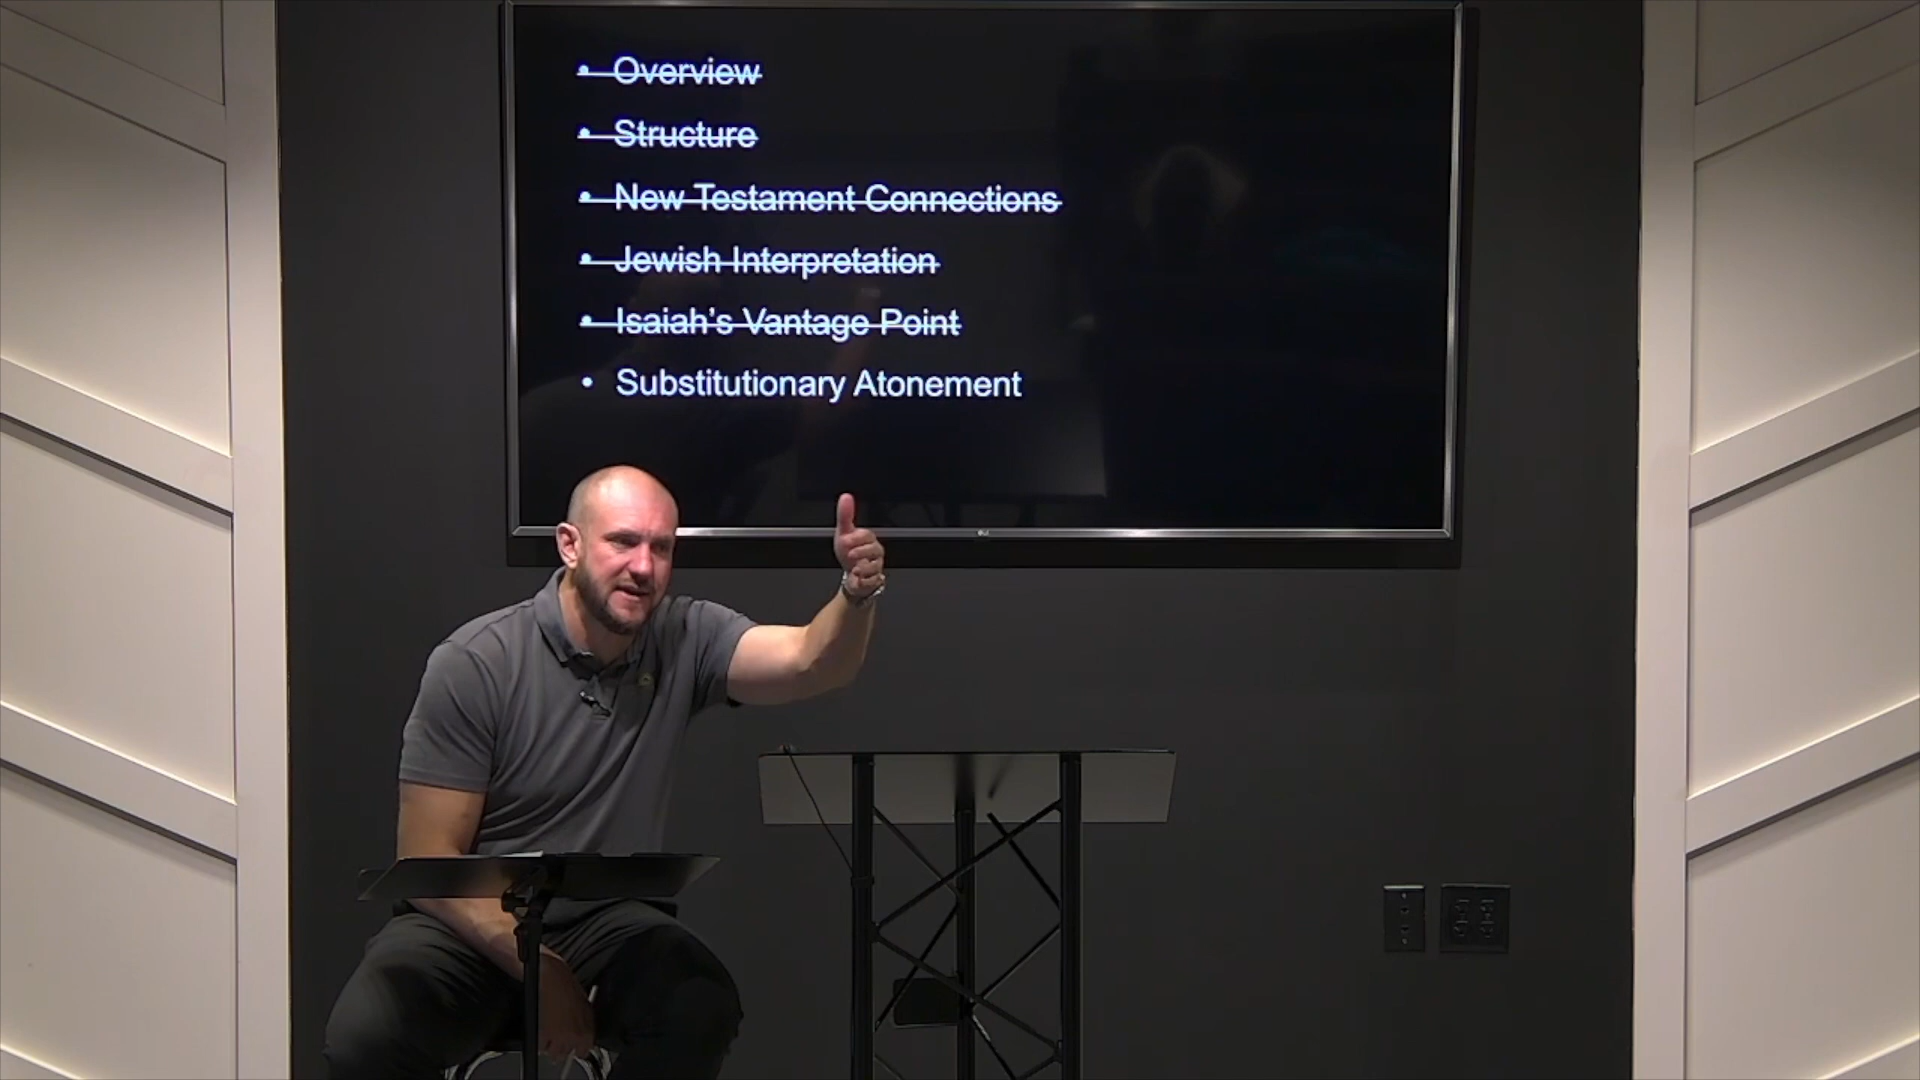 • Overview
• Structure
• New Testament Connections
• Jewish Interpretation
• Isaiah's Vantage Point
• Substitutionary Atonement